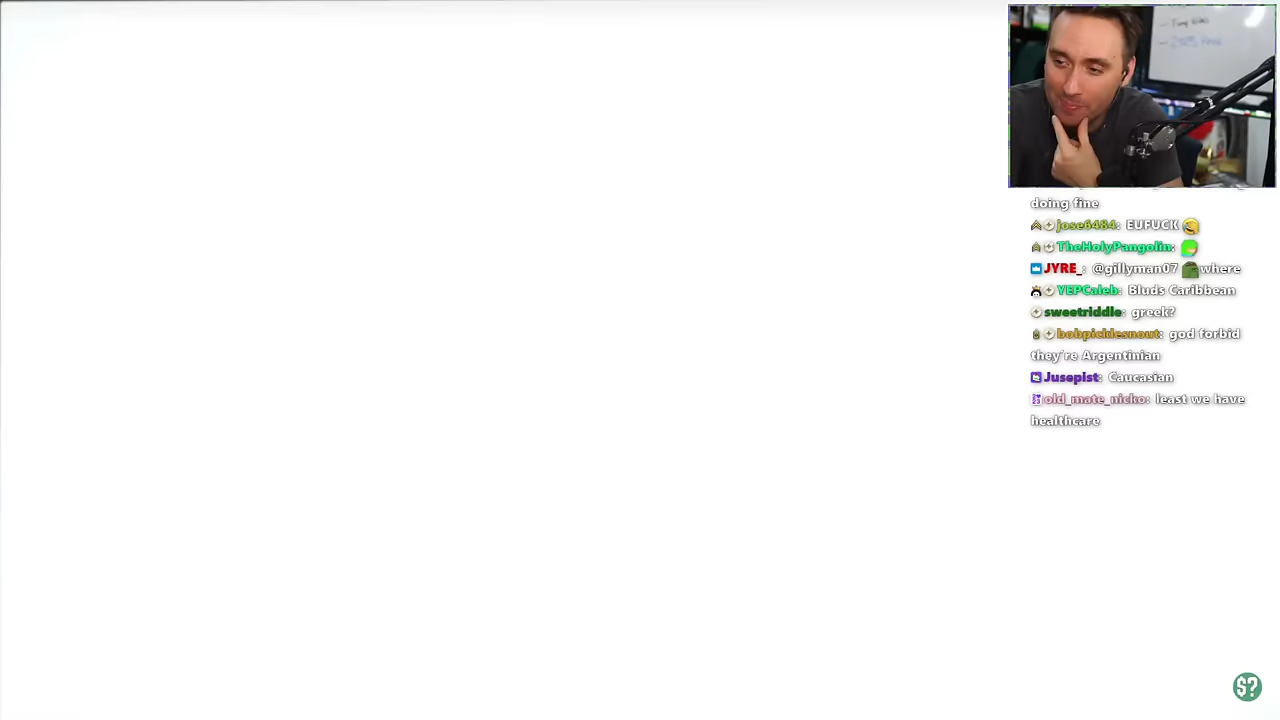 doing fine
jose6484: EUFUCK
TheHolyPangolin:
JYRE_: @gillyman07 where
YEPCaleb: Bluds Caribbean
sweetriddle: greek?
bobpicklesnout: god forbid
they're Argentinian
Jusepist: Caucasian
old_mate_nicko: least we have
healthcare
$?